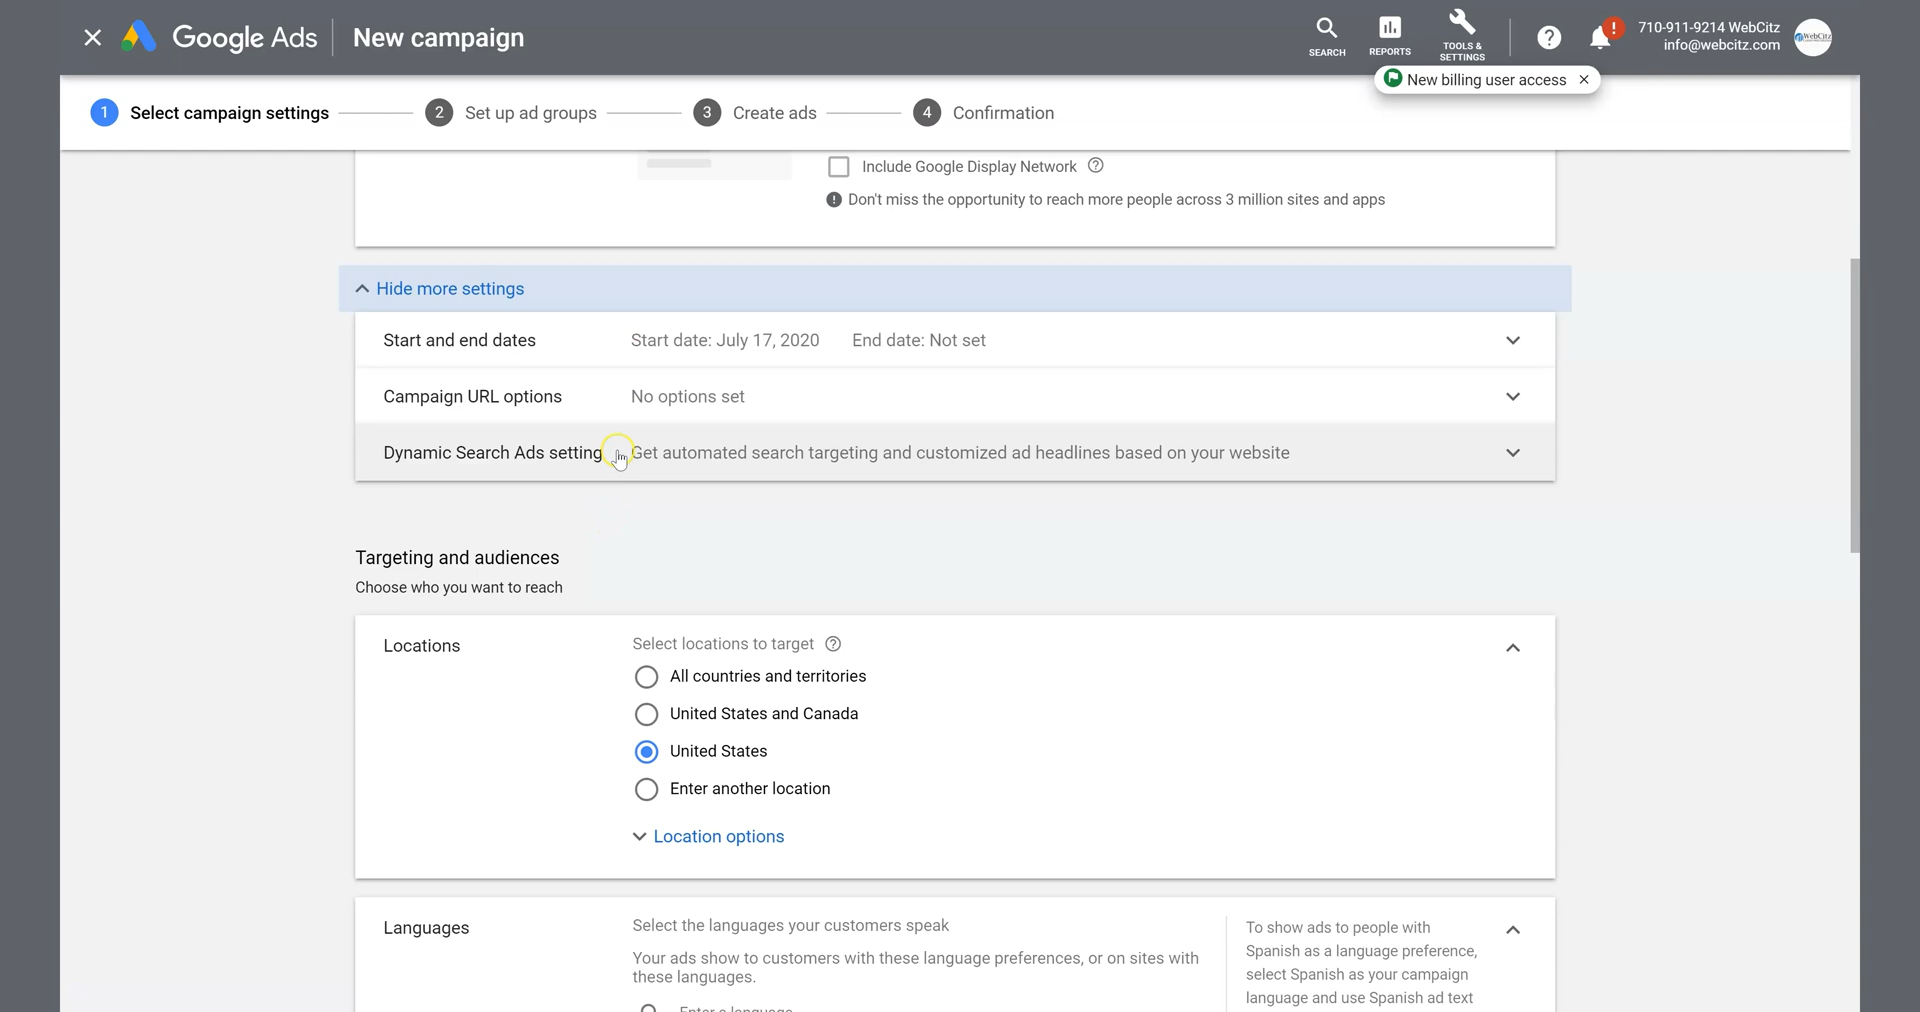 Google Ads
New campaign
SEARCH
REPORTS
TOOLS &
SETTINGS
?
!
710-911-9214 WebCitz
info@webcitz.com
WebCitz
New billing user access
1 Select campaign settings
2 Set up ad groups
3 Create ads
4 Confirmation
Include Google Display Network ?
! Don't miss the opportunity to reach more people across 3 million sites and apps
Hide more settings
Start and end dates Start date: July 17, 2020 End date: Not set
Campaign URL options No options set
Dynamic Search Ads setting Get automated search targeting and customized ad headlines based on your website
Targeting and audiences
Choose who you want to reach
Locations
Select locations to target ?
All countries and territories
United States and Canada
United States
Enter another location
Location options
Languages
Select the languages your customers speak
Your ads show to customers with these language preferences, or on sites with
these languages.
Enter a language
To show ads to people with
Spanish as a language preference,
select Spanish as your campaign
language and use Spanish ad text